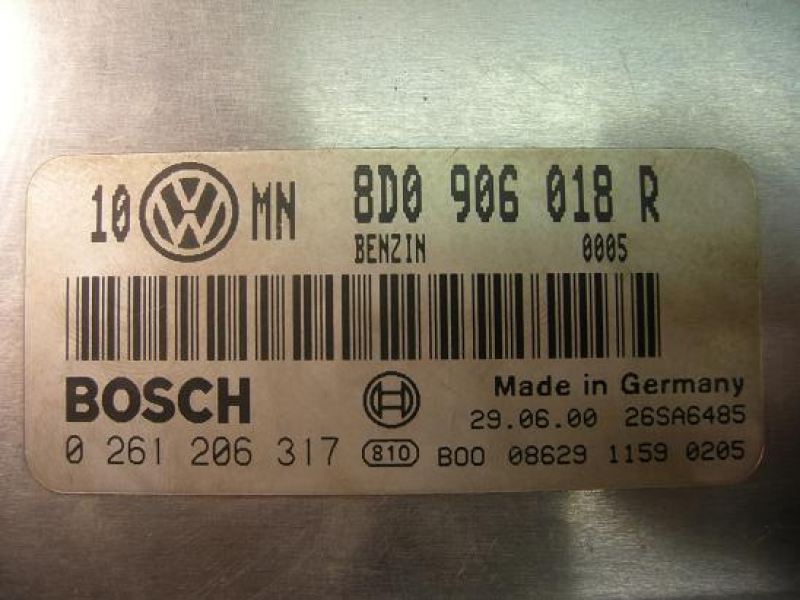 10 VW MN 8D0 906 018 R
BENZIN 0005
BOSCH Made in Germany
29.06.00 26SA6485
0 261 206 317 810 B00 08629 1159 0205